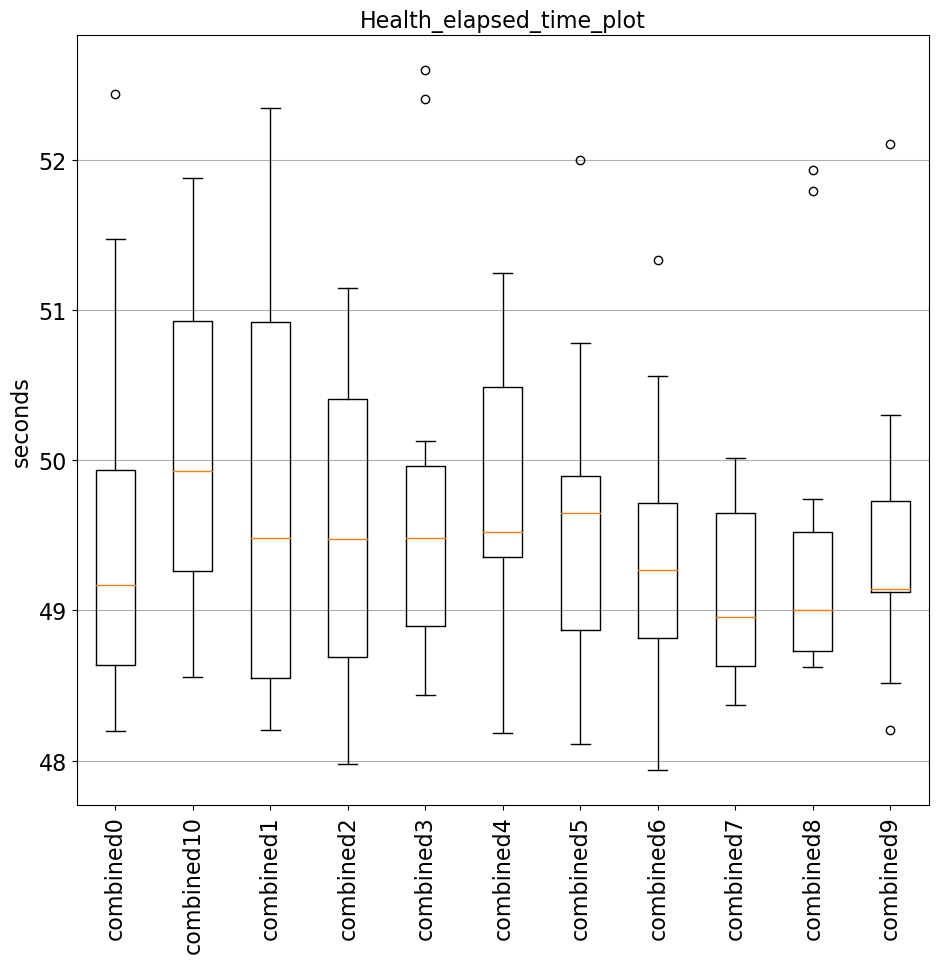 Health_elapsed_time_plot
seconds
52
51
50
49
48
combined0
combined10
combined1
combined2
combined3
combined4
combined5
combined6
combined7
combined8
combined9